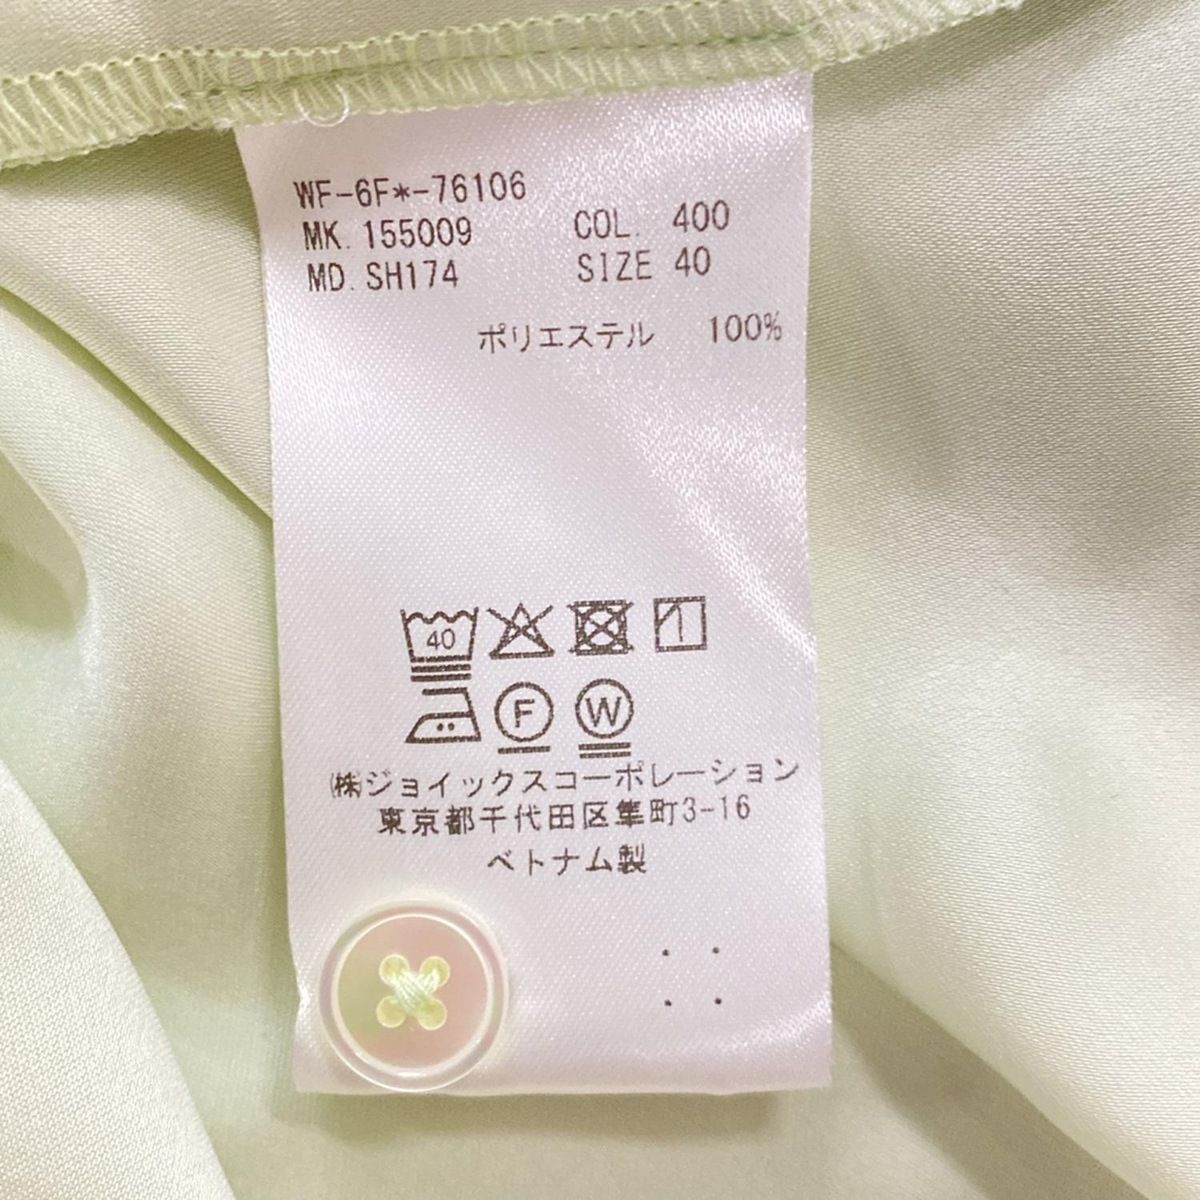 WF-6F*-76106
MK. 155009 COL. 400
MD. SH174 SIZE 40
ポリエステル 100%
40
F W
㈱ジョイックスコーポレーション
東京都千代田区隼町3-16
ベトナム製